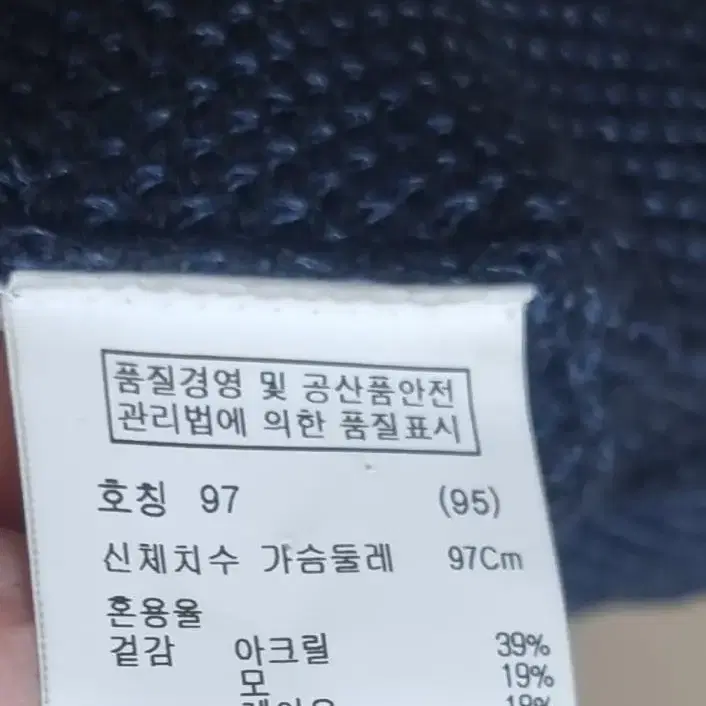 품질경영 및 공산품안전
관리법에 의한 품질표시
호칭 97 (95)
신체치수 가슴둘레 97Cm
혼용율
겉감 아크릴 39%
모 19%